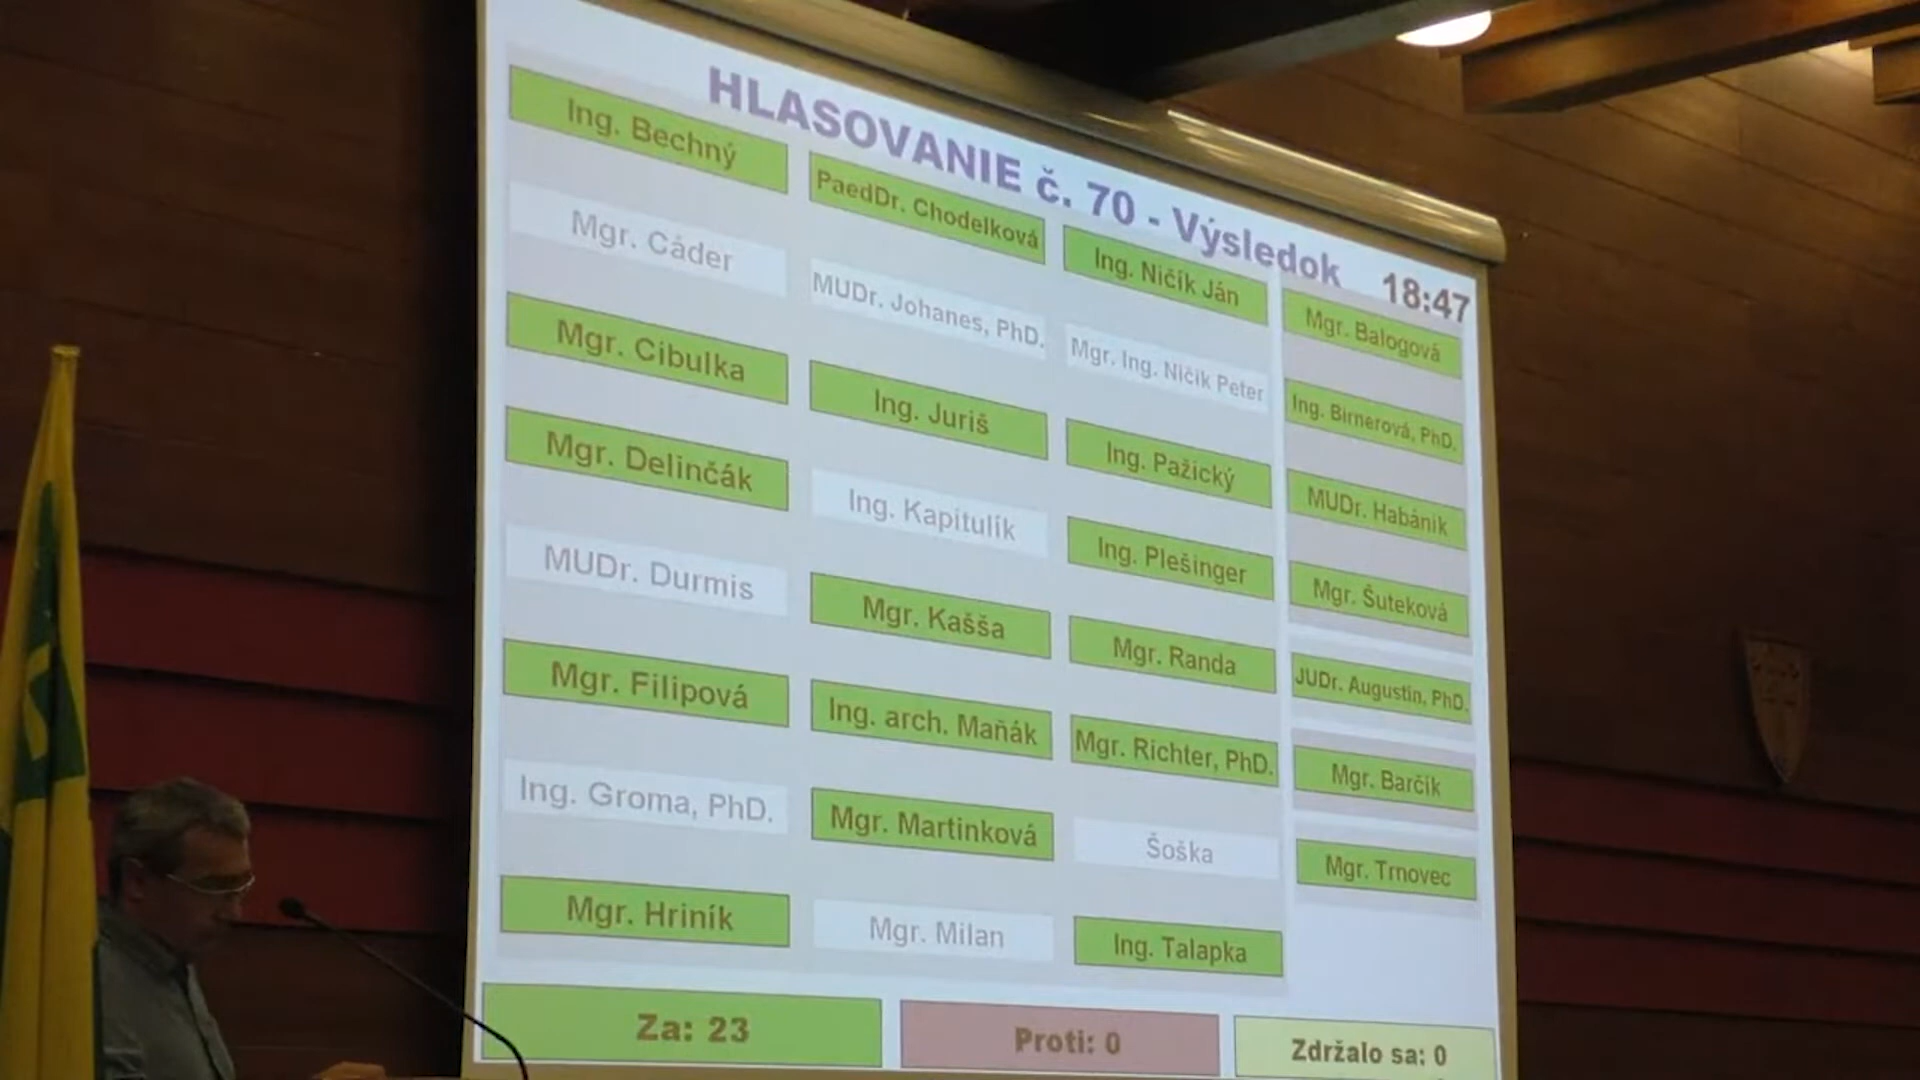 HLASOVANIE č. 70 - Výsledok 18:47
Ing. Bechný
Mgr. Cáder
Mgr. Cibulka
Mgr. Delinčák
MUDr. Durmis
Mgr. Filipová
Ing. Groma, PhD.
Mgr. Hriník
PaedDr. Chodelková
MUDr. Johanes, PhD.
Ing. Juriš
Ing. Kapitulík
Mgr. Kašša
Ing. arch. Maňák
Mgr. Martinková
Mgr. Milan
Ing. Ničík Ján
Mgr. Ing. Ničík Peter
Ing. Pažický
Ing. Plešinger
Mgr. Randa
Mgr. Richter, PhD.
Šoška
Ing. Talapka
Mgr. Balogová
Ing. Birnerová, PhD.
MUDr. Habánik
Mgr. Šuteková
JUDr. Augustín, PhD.
Mgr. Barčík
Mgr. Trnovec
Za: 23
Proti: 0
Zdržalo sa: 0